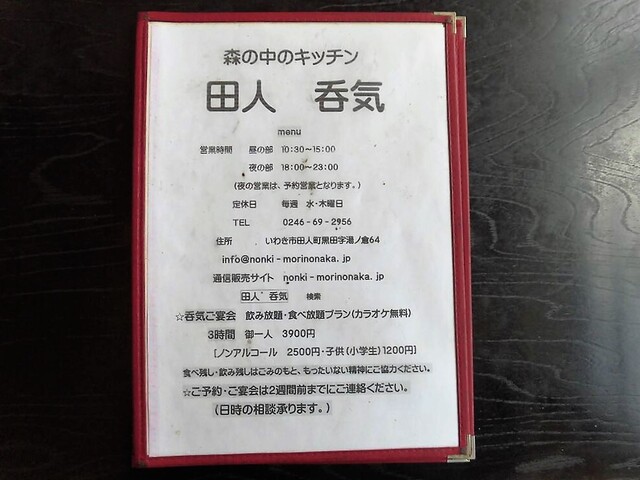 森の中のキッチン
田人 呑気
menu
営業時間 昼の部 10:30～15:00
夜の部 18:00～23:00
(夜の営業は、予約営業となります。)
定休日 毎週 水・木曜日
TEL 0246-69-2956
住所 いわき市田人町黒田字湯ノ倉64
info@nonki-morinonaka.jp
通信販売サイト nonki-morinonaka.jp
田人 呑気 検索
☆呑気ご宴会 飲み放題・食べ放題プラン(カラオケ無料)
3時間 御一人 3900円
[ノンアルコール 2500円・子供(小学生)1200円]
食べ残し・飲み残しはごみのもと、もったいない精神にご協力ください。
☆ご予約・ご宴会は2週間前までにご連絡ください。
(日時の相談承ります。)